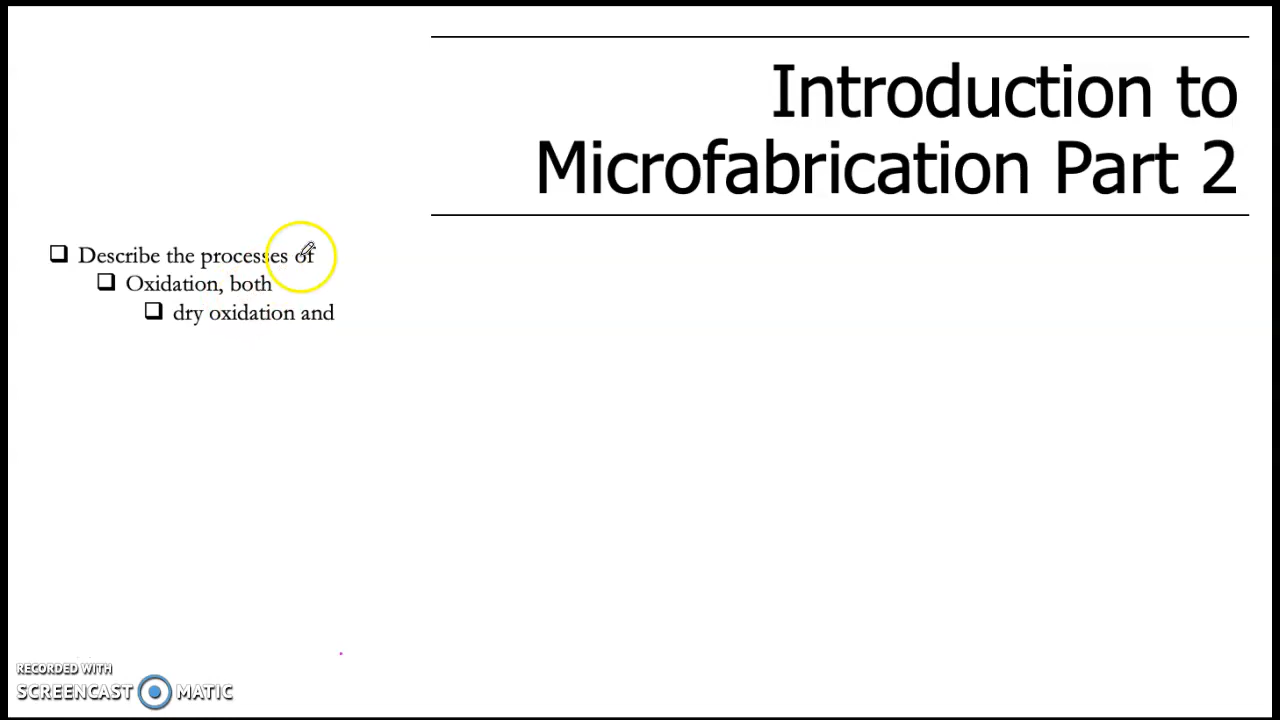 Introduction to
Microfabrication Part 2
Describe the processes of
Oxidation, both
dry oxidation and
RECORDED WITH
SCREENCAST MATIC